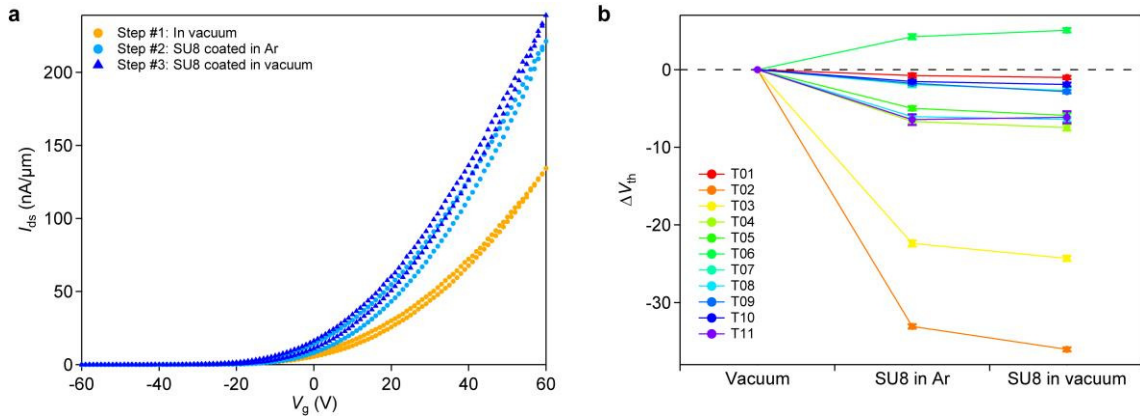 a
Step #1: In vacuum
Step #2: SU8 coated in Ar
Step #3: SU8 coated in vacuum
200
150
100
50
0
Ids (nA/μm)
-60
-40
-20
0
20
40
60
Vg (V)
b
0
-10
-20
-30
ΔVth
T01
T02
T03
T04
T05
T06
T07
T08
T09
T10
T11
Vacuum
SU8 in Ar
SU8 in vacuum